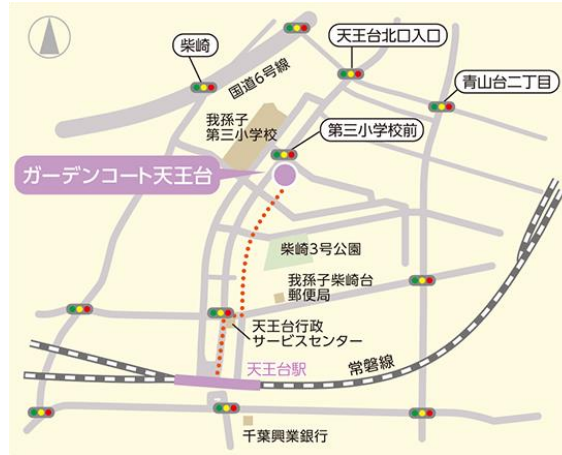 天王台北口入口
柴崎
国道6号線
青山台二丁目
我孫子
第三小学校
第三小学校前
ガーデンコート天王台
柴崎3号公園
我孫子柴崎台
郵便局
天王台行政
サービスセンター
天王台駅
常磐線
千葉興業銀行